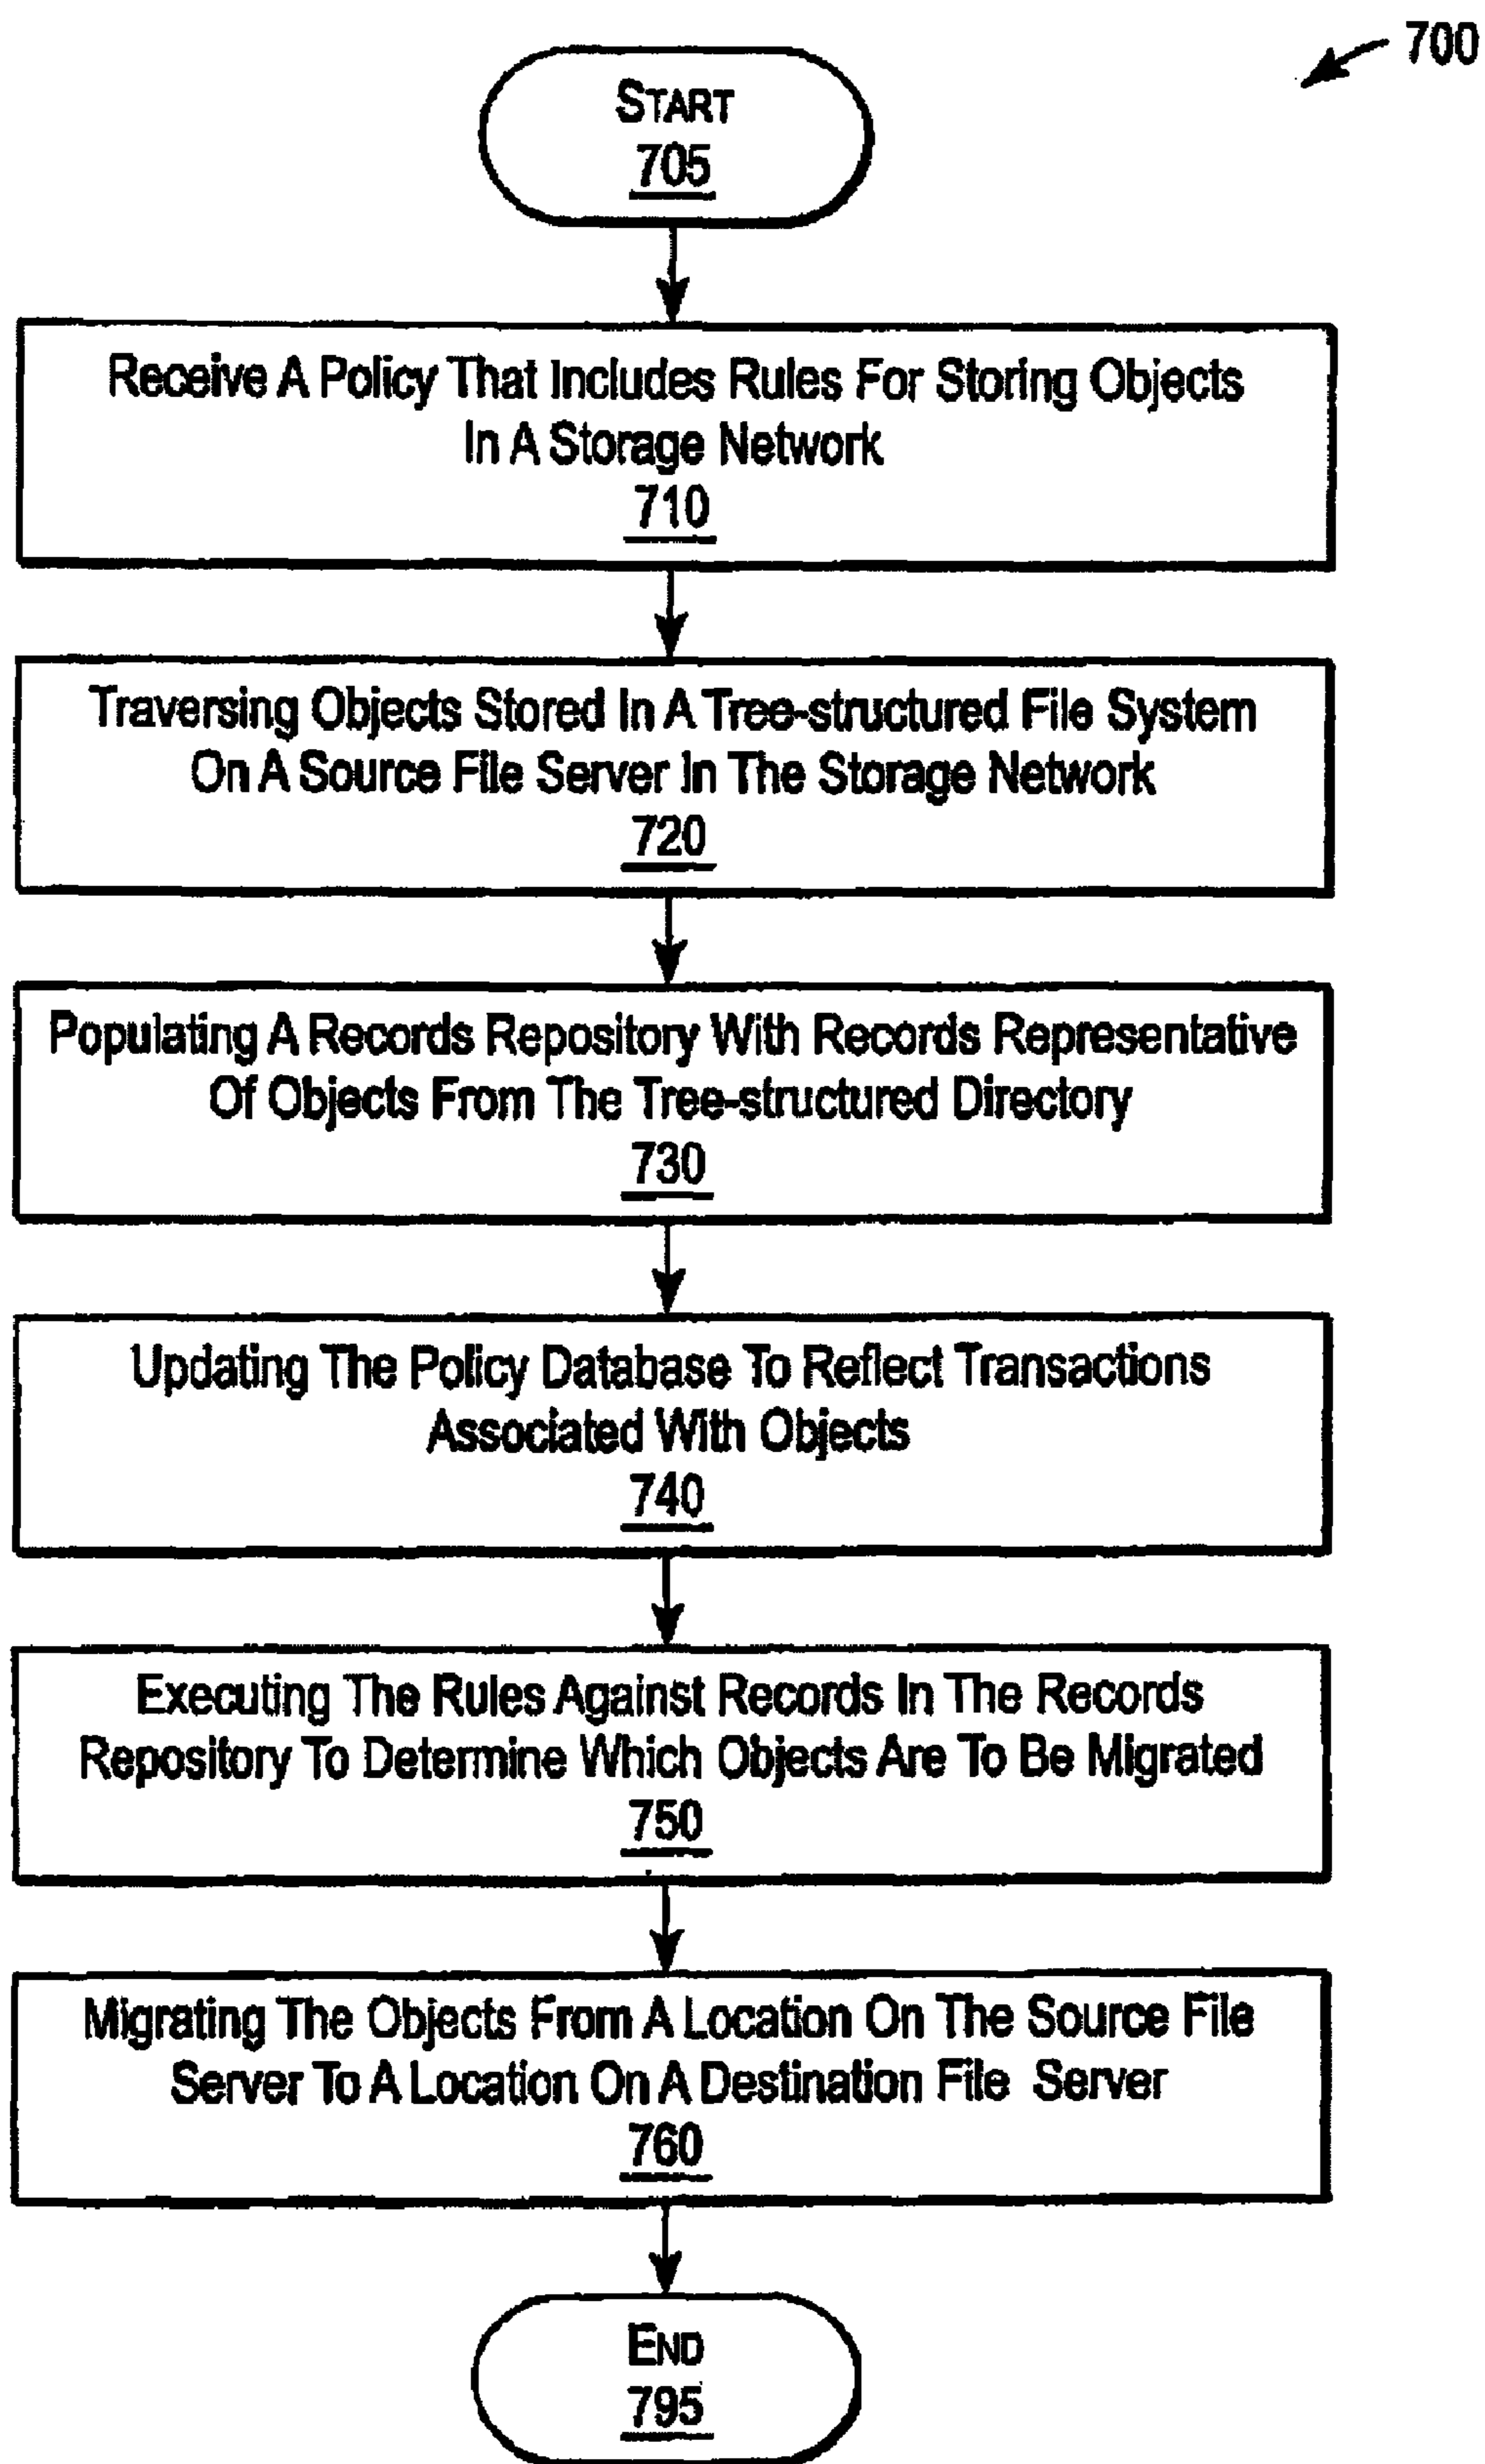 700
START
705
Receive A Policy That Includes Rules For Storing Objects
In A Storage Network
710
Traversing Objects Stored In A Tree-structured File System
On A Source File Server In The Storage Network
720
Populating A Records Repository With Records Representative
Of Objects From The Tree-structured Directory
730
Updating The Policy Database To Reflect Transactions
Associated With Objects
740
Executing The Rules Against Records In The Records
Repository To Determine Which Objects Are To Be Migrated
750
Migrating The Objects From A Location On The Source File
Server To A Location On A Destination File Server
760
END
795